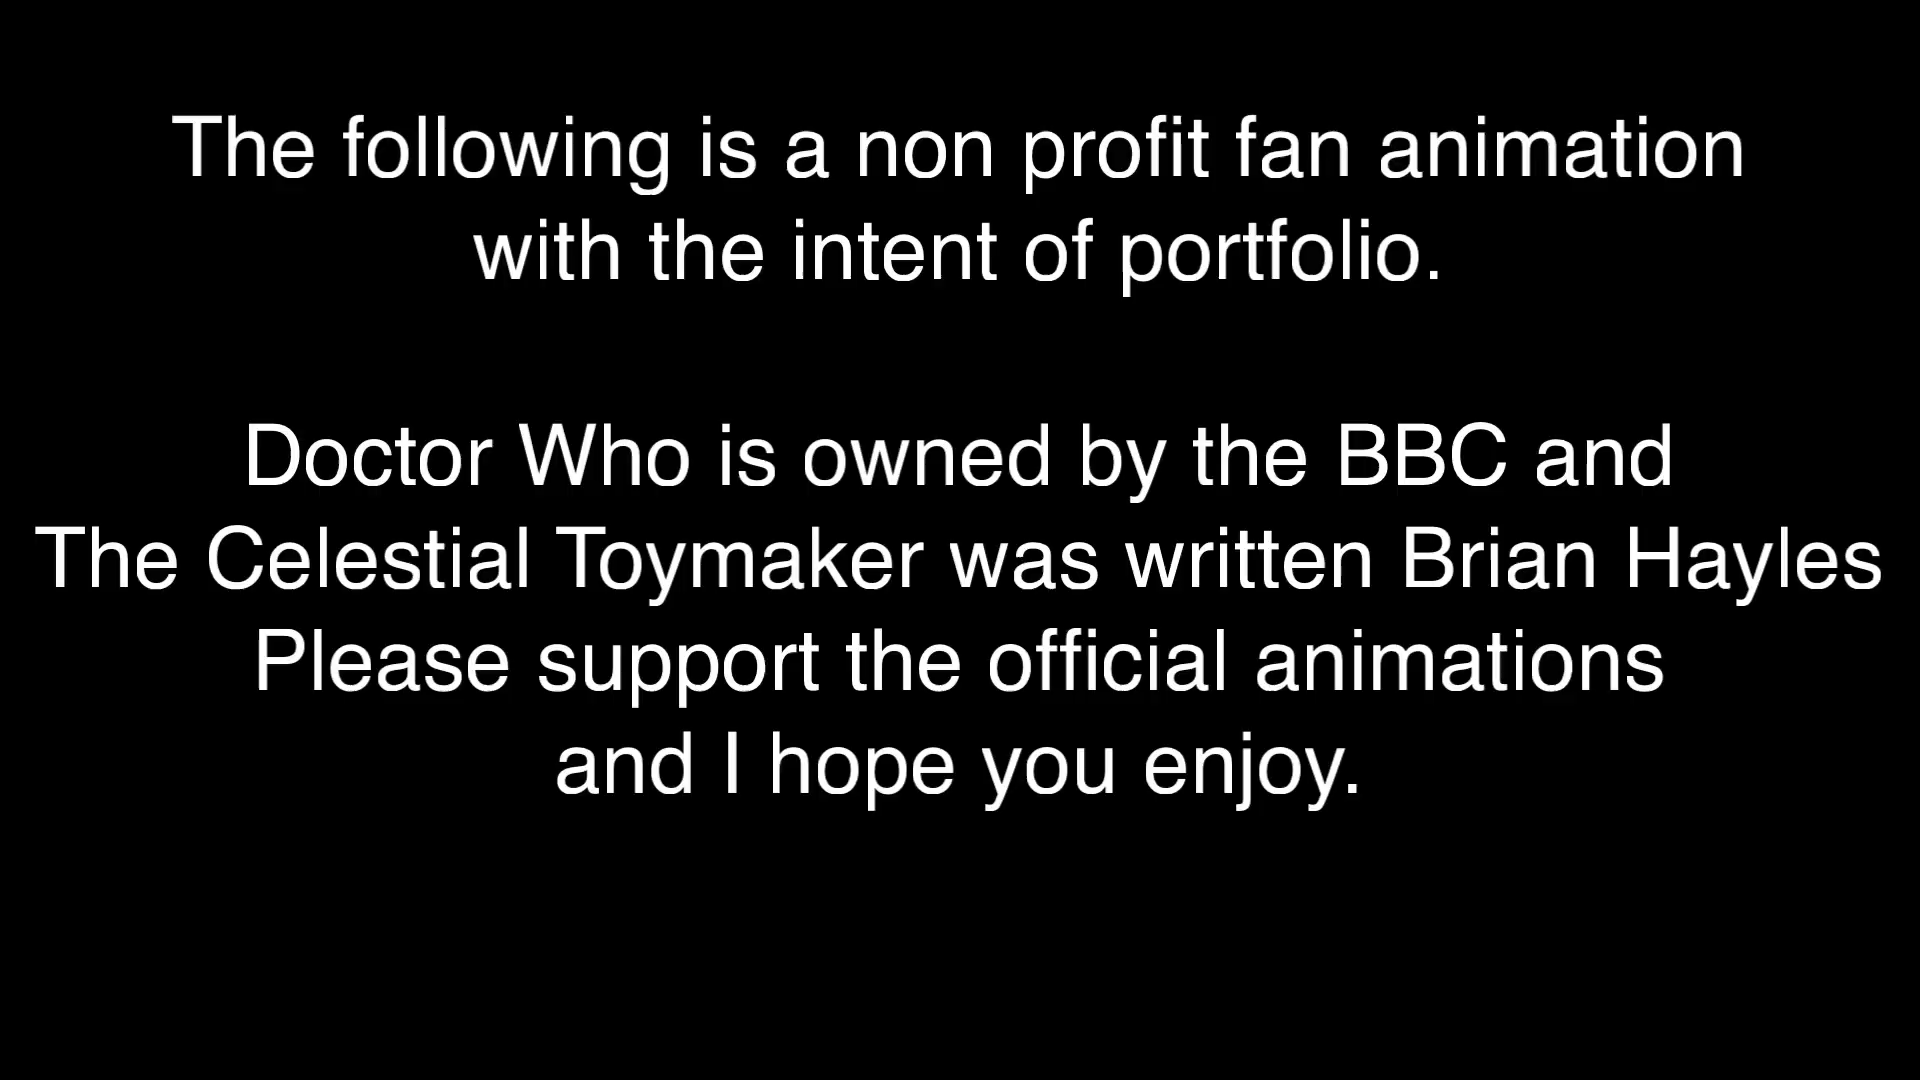 The following is a non profit fan animation
with the intent of portfolio.
Doctor Who is owned by the BBC and
The Celestial Toymaker was written Brian Hayles
Please support the official animations
and I hope you enjoy.